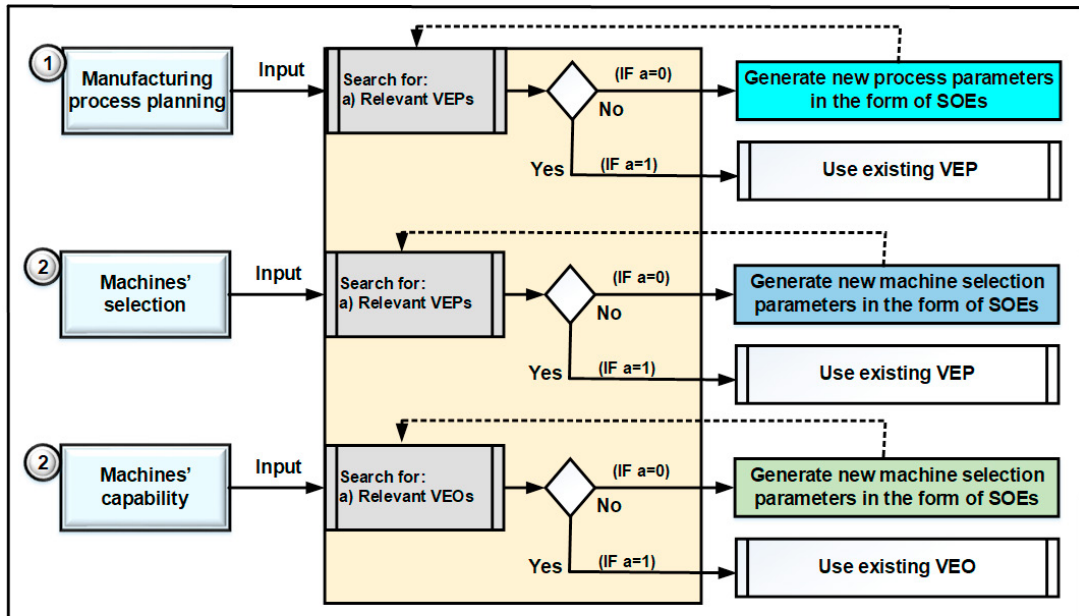 1
Manufacturing
process planning
Input
Search for:
a) Relevant VEPs
(IF a=0)
No
Generate new process parameters
in the form of SOEs
Yes
(IF a=1)
Use existing VEP
2
Machines'
selection
Input
Search for:
a) Relevant VEPs
(IF a=0)
No
Generate new machine selection
parameters in the form of SOEs
Yes
(IF a=1)
Use existing VEP
2
Machines'
capability
Input
Search for:
a) Relevant VEOs
(IF a=0)
No
Generate new machine selection
parameters in the form of SOEs
Yes
(IF a=1)
Use existing VEO